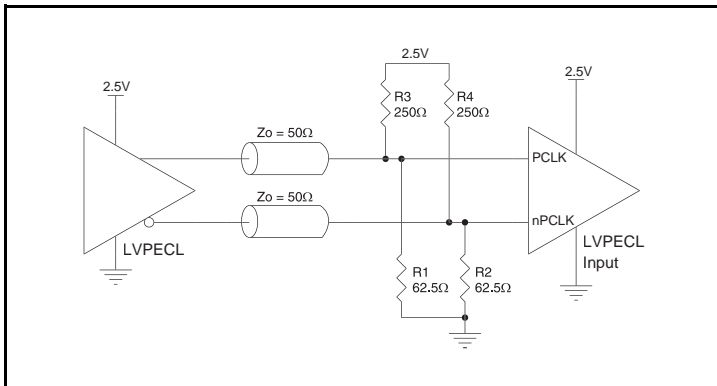 2.5V
2.5V
2.5V
R3
250Ω
R4
250Ω
Zo = 50Ω
PCLK
Zo = 50Ω
nPCLK
LVPECL
LVPECL
Input
R1
62.5Ω
R2
62.5Ω